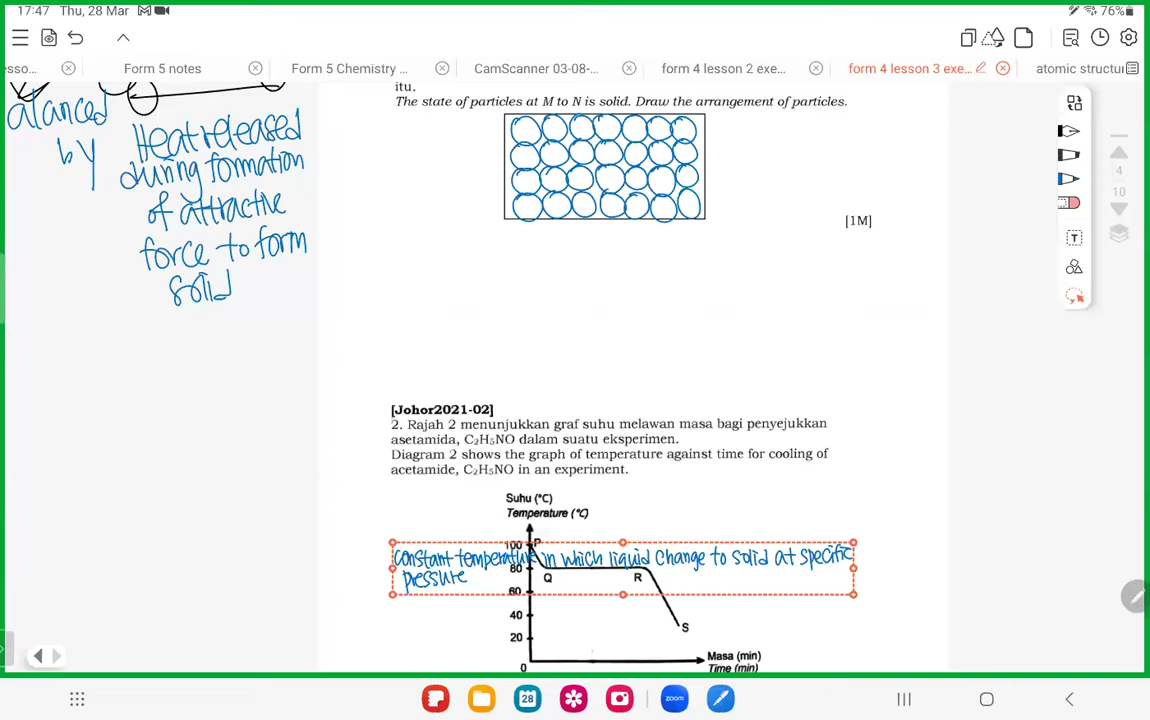 17:47 Thu, 28 Mar
76%
esso...
Form 5 notes
Form 5 Chemistry ...
CamScanner 03-08-...
form 4 lesson 2 exe...
form 4 lesson 3 exe...
atomic structu
alanced
by
Heat released
during formation
of attractive
force to form
solid
itu.
The state of particles at M to N is solid. Draw the arrangement of particles.
[1M]
4
10
T
[Johor2021-02]
2. Rajah 2 menunjukkan graf suhu melawan masa bagi penyejukkan
asetamida, C₂H₅NO dalam suatu eksperimen.
Diagram 2 shows the graph of temperature against time for cooling of
acetamide, C₂H₅NO in an experiment.
Suhu (°C)
Temperature (°C)
100
P
constant temperature in which liquid change to solid at specific
pressure
80
Q
R
60
40
S
20
0
Masa (min)
Time (min)
28
zoom